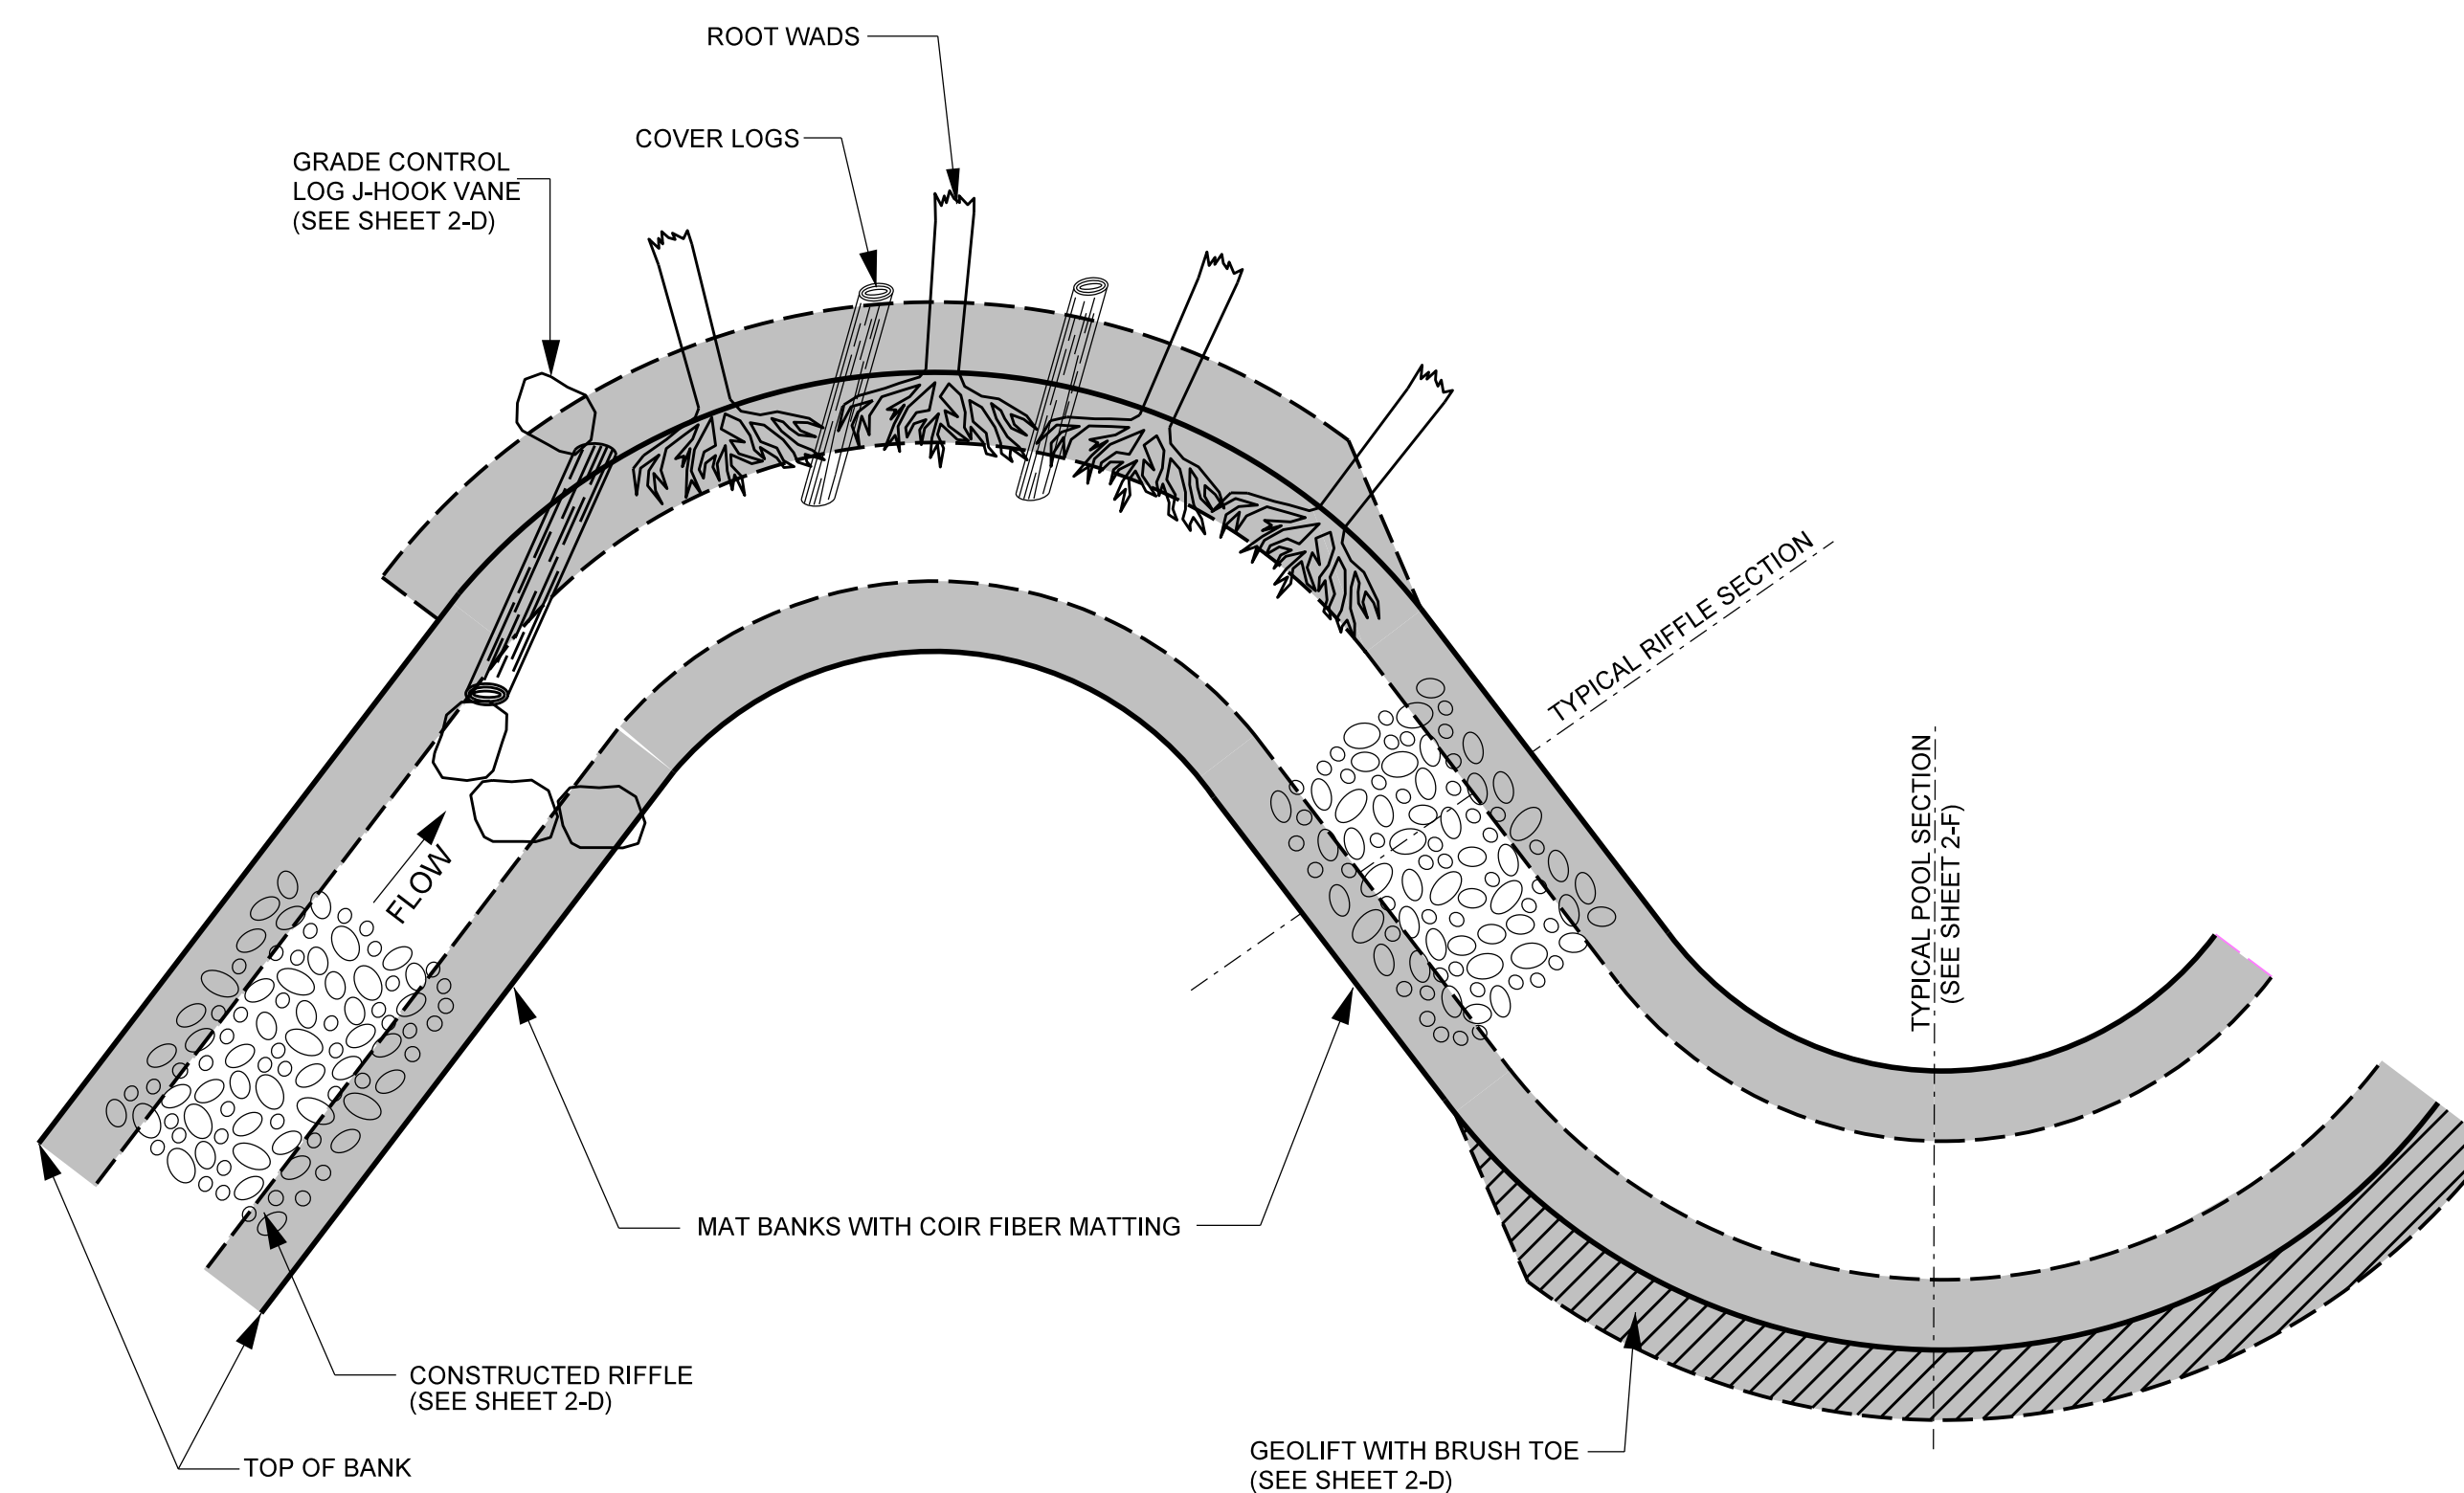 ROOT WADS
COVER LOGS
GRADE CONTROL
LOG J-HOOK VANE
(SEE SHEET 2-D)
TYPICAL RIFFLE SECTION
TYPICAL POOL SECTION
(SEE SHEET 2-F)
FLOW
MAT BANKS WITH COIR FIBER MATTING
CONSTRUCTED RIFFLE
(SEE SHEET 2-D)
TOP OF BANK
GEOLIFT WITH BRUSH TOE
(SEE SHEET 2-D)